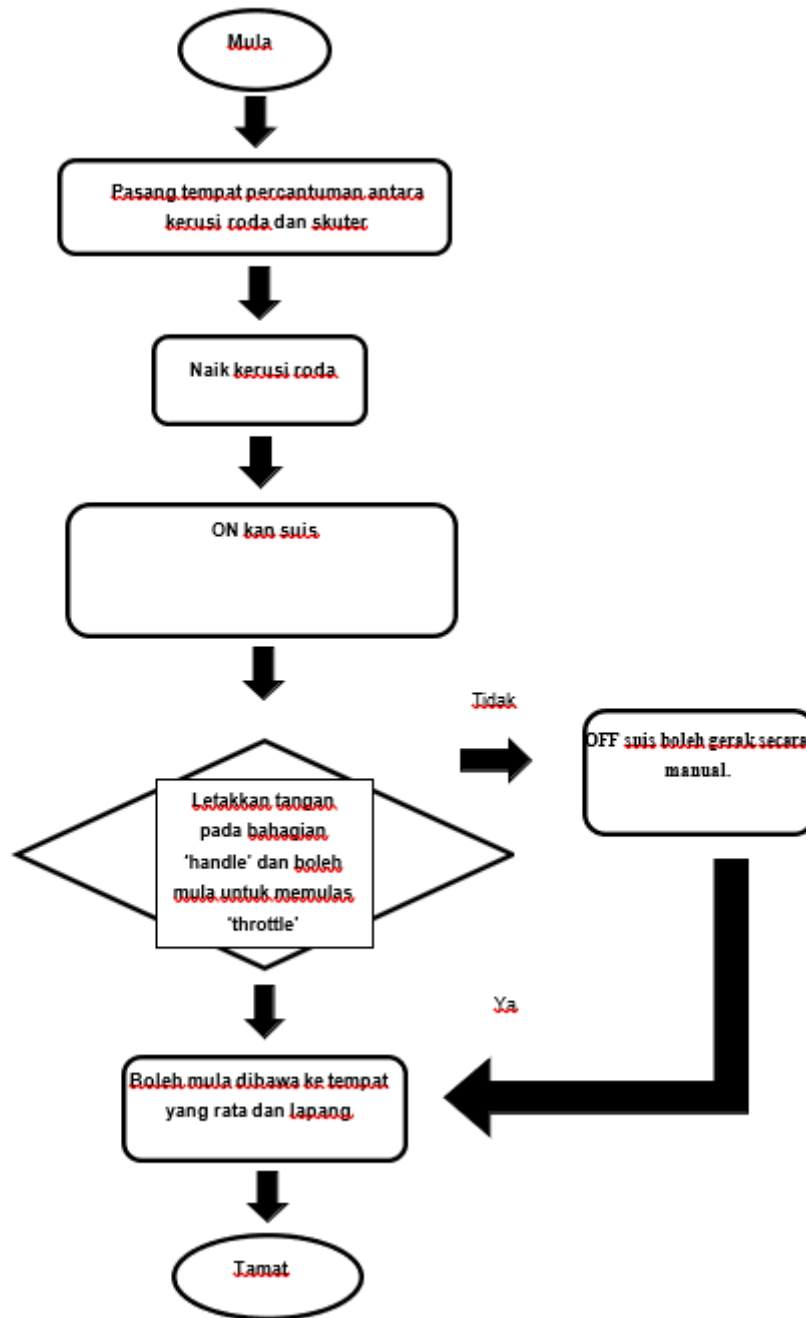 Mula
Pasang tempat percantuman antara
kerusi roda dan skuter
Naik kerusi roda
ON kan suis
Tidak
OFF suis boleh gerak secara
manual.
Letakkan tangan
pada bahagian
'handle' dan boleh
mula untuk memulas
'throttle'
Ya
Boleh mula dibawa ke tempat
yang rata dan lapang
Tamat